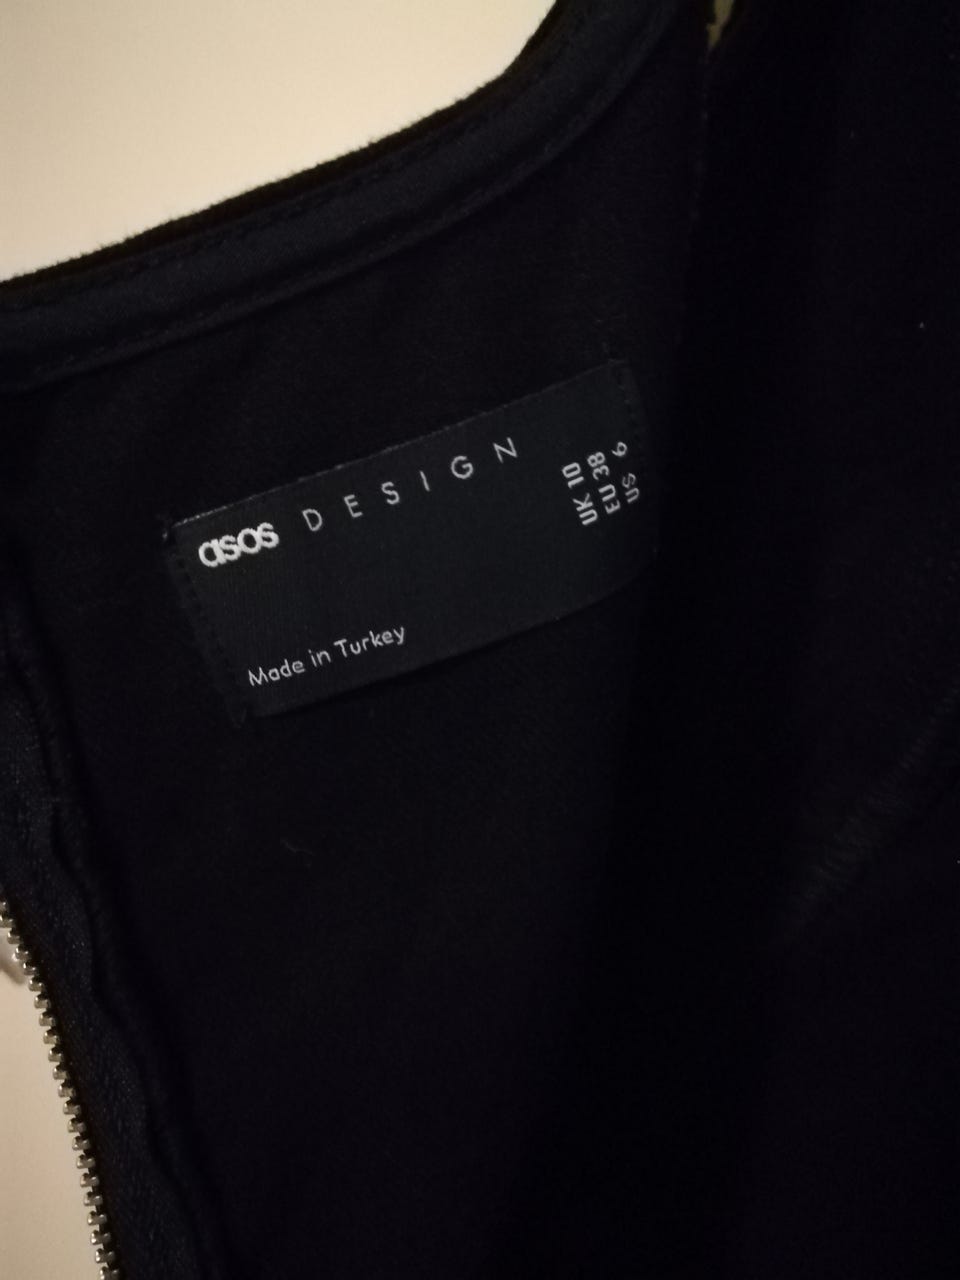 asos DESIGN
UK 10
EU 38
US 6
Made in Turkey